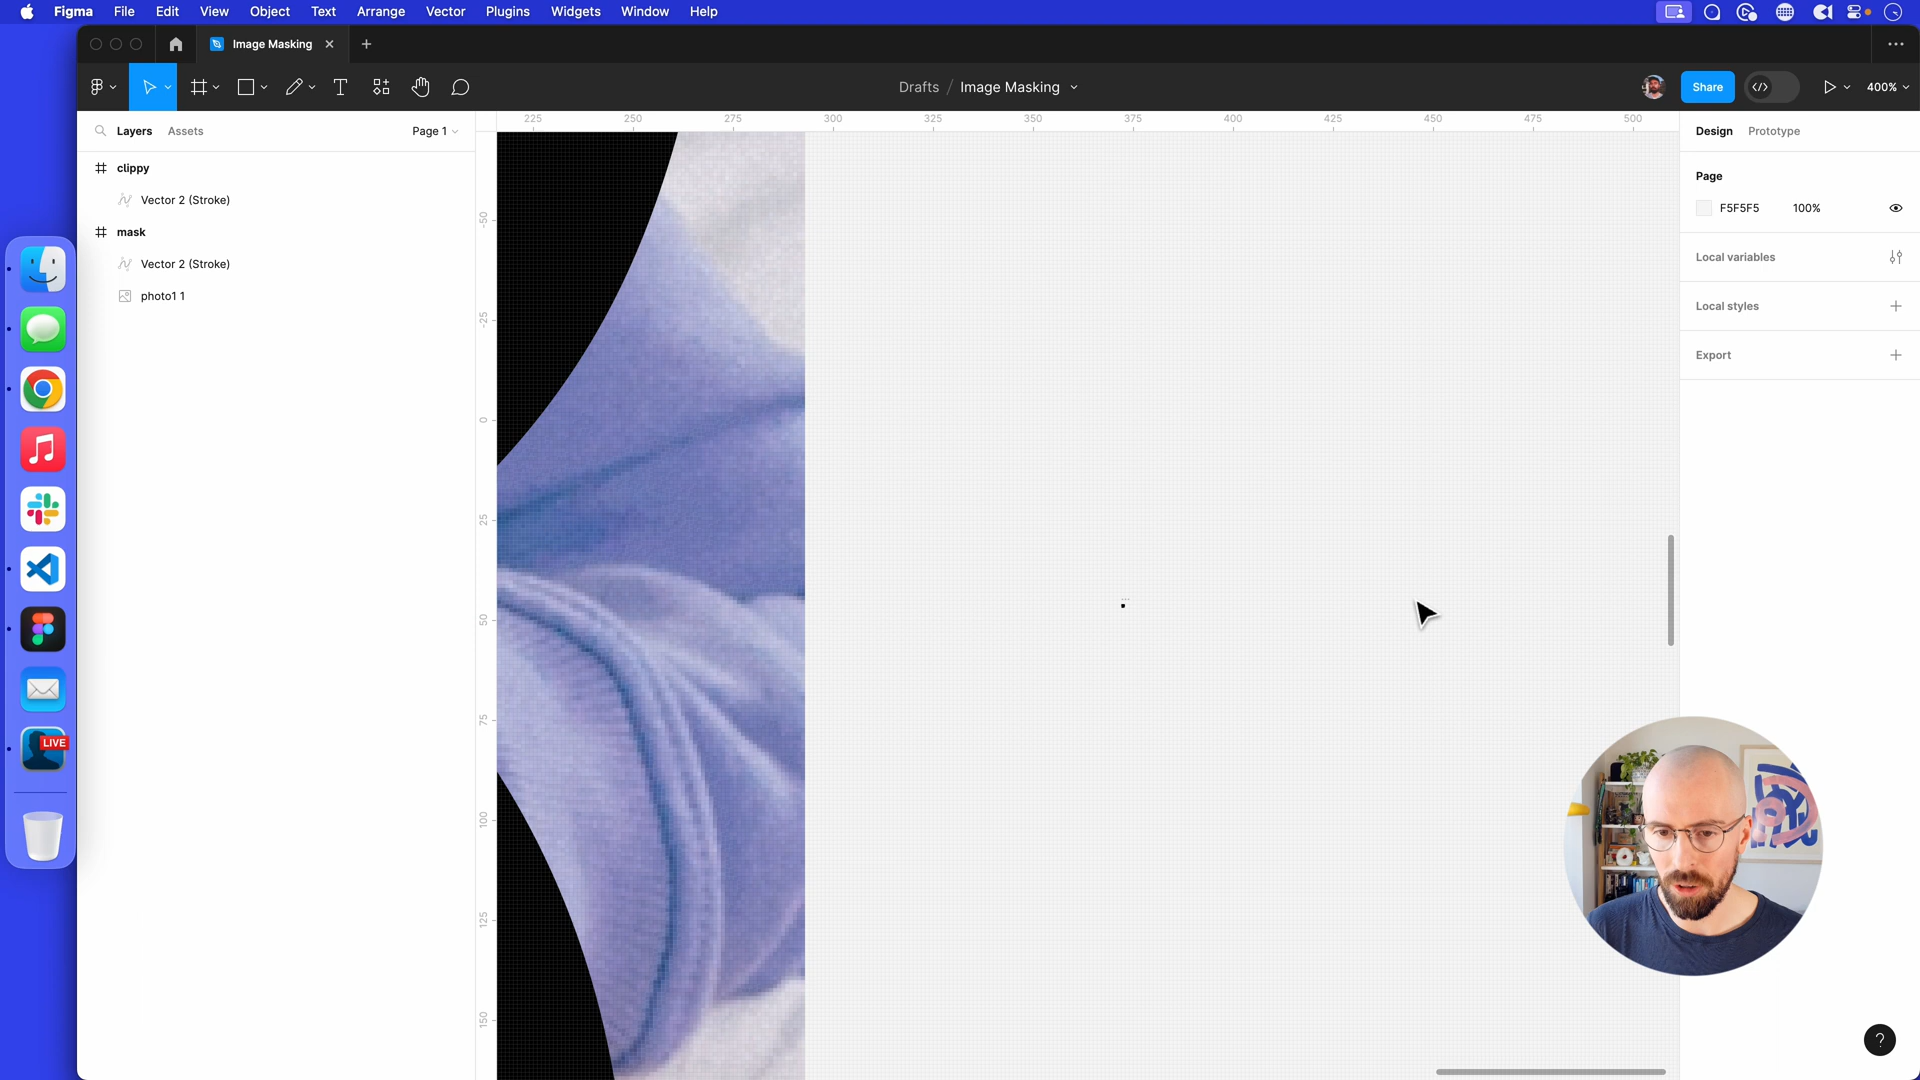 Figma File Edit View Object Text Arrange Vector Plugins Widgets Window Help
Image Masking
Drafts / Image Masking
Share
400%
Layers Assets Page 1
clippy
Vector 2 (Stroke)
mask
Vector 2 (Stroke)
photo1 1
225 250 275 300 325 350 375 400 425 450 475 500
-50
-25
0
25
50
75
100
125
150
Design Prototype
Page
F5F5F5 100%
Local variables
Local styles
Export
LIVE
?